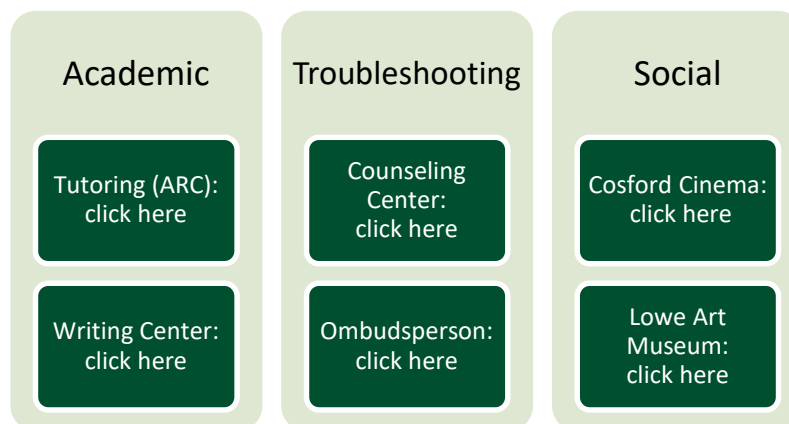 Academic
Tutoring (ARC):
click here
Writing Center:
click here
Troubleshooting
Counseling
Center:
click here
Ombudsperson:
click here
Social
Cosford Cinema:
click here
Lowe Art
Museum:
click here